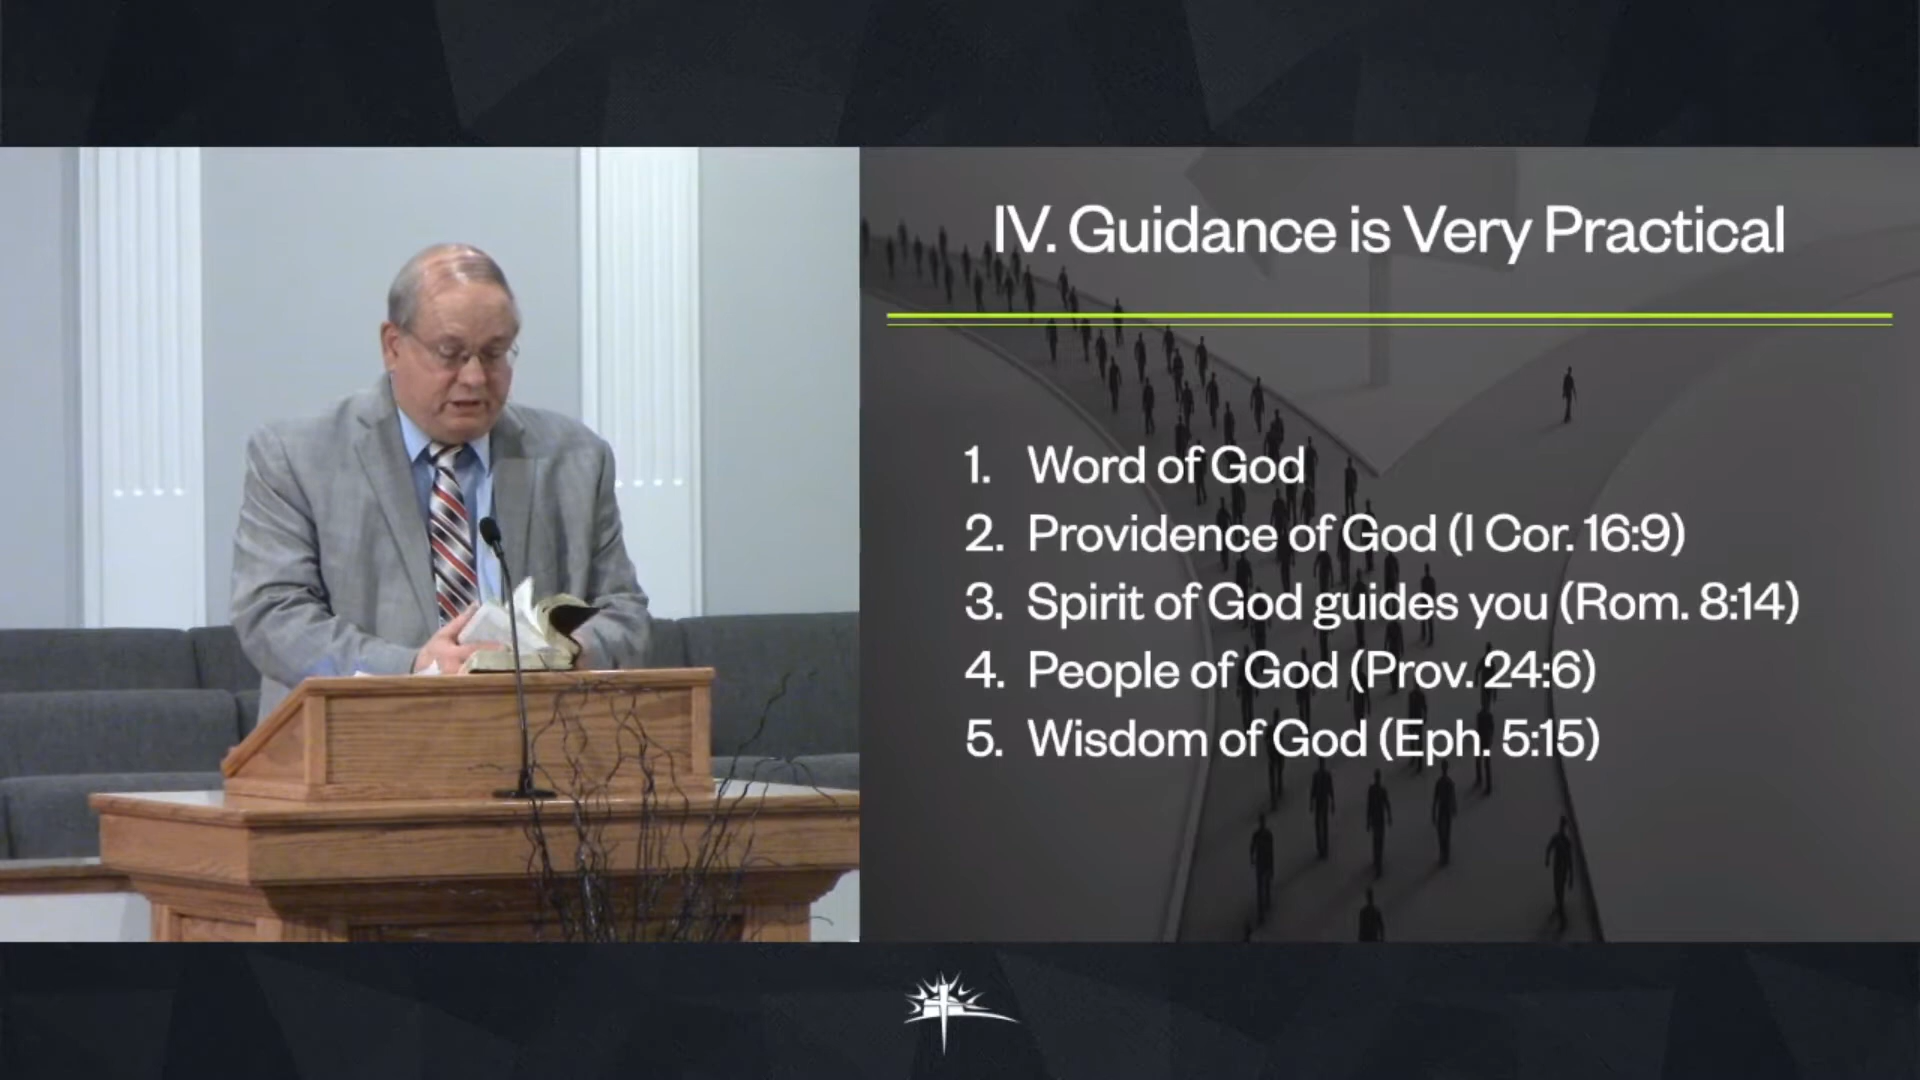 IV. Guidance is Very Practical
1. Word of God
2. Providence of God (I Cor. 16:9)
3. Spirit of God guides you (Rom. 8:14)
4. People of God (Prov. 24:6)
5. Wisdom of God (Eph. 5:15)